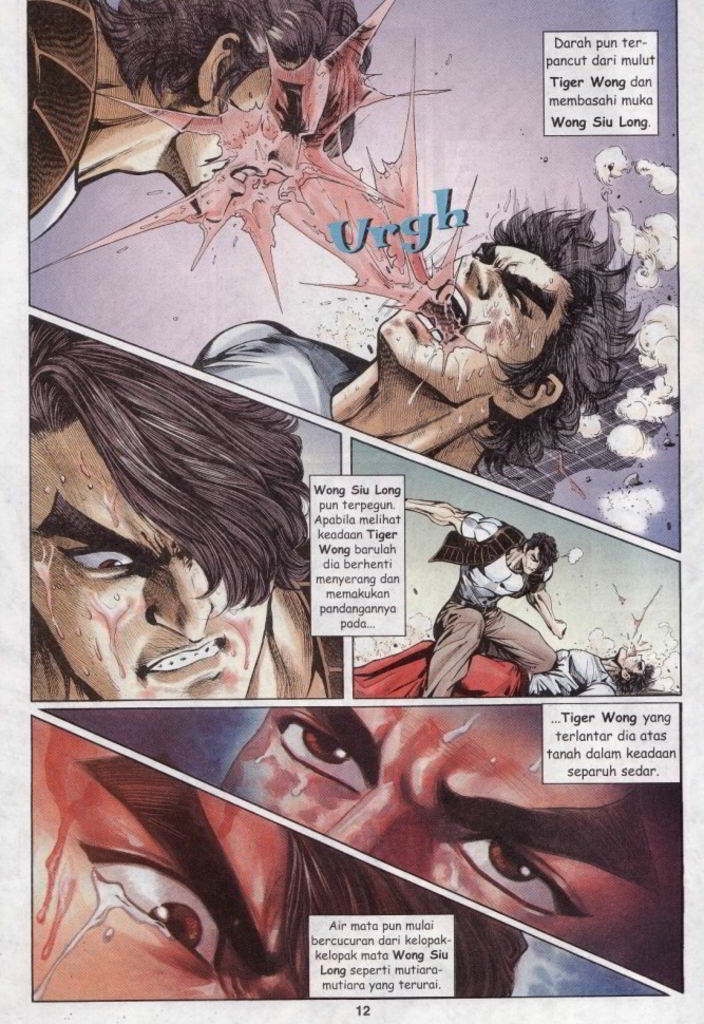 Darah pun ter-
pancut dari mulut
Tiger Wong dan
membasahi muka
Wong Siu Long.
Urgh
Wong Siu Long
pun terpegun.
Apabila melihat
keadaan Tiger
Wong barulah
dia berhenti
menyerang dan
memakukan
pandangannya
pada...
...Tiger Wong yang
terlantar dia atas
tanah dalam keadaan
separuh sedar.
Air mata pun mulai
bercucuran dari kelopak-
kelopak mata Wong Siu
Long seperti mutiara-
mutiara yang terurai.
12